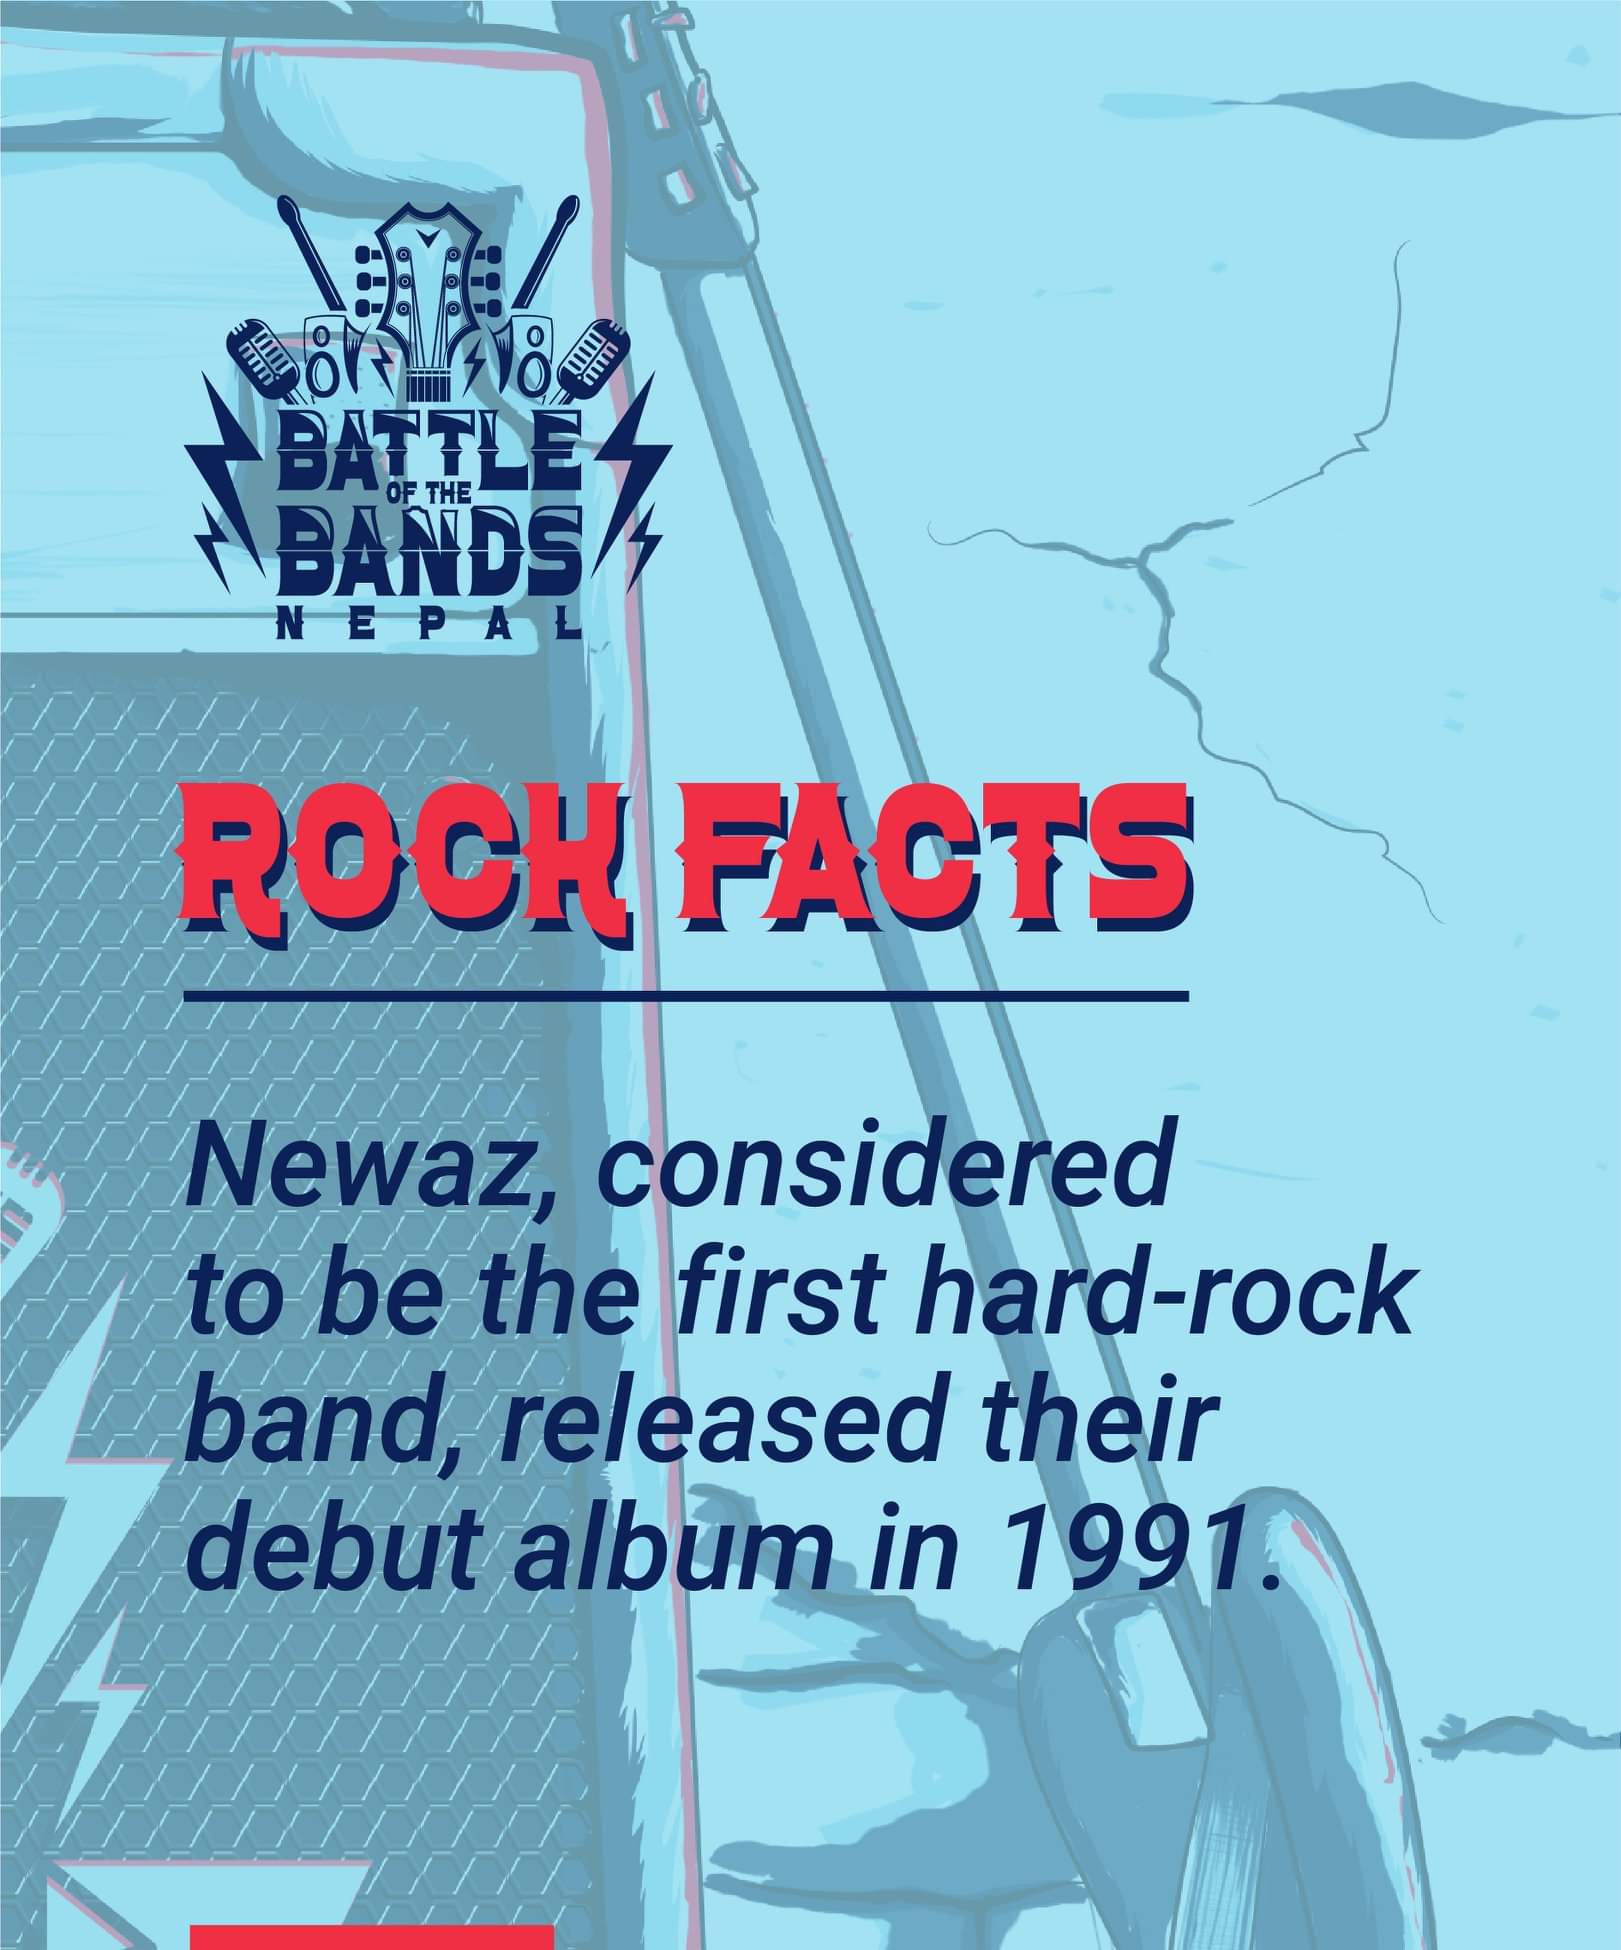 BATTLE
OF THE
BANDS
NEPAL
ROCK FACTS
Newaz, considered
to be the first hard-rock
band, released their
debut album in 1991.